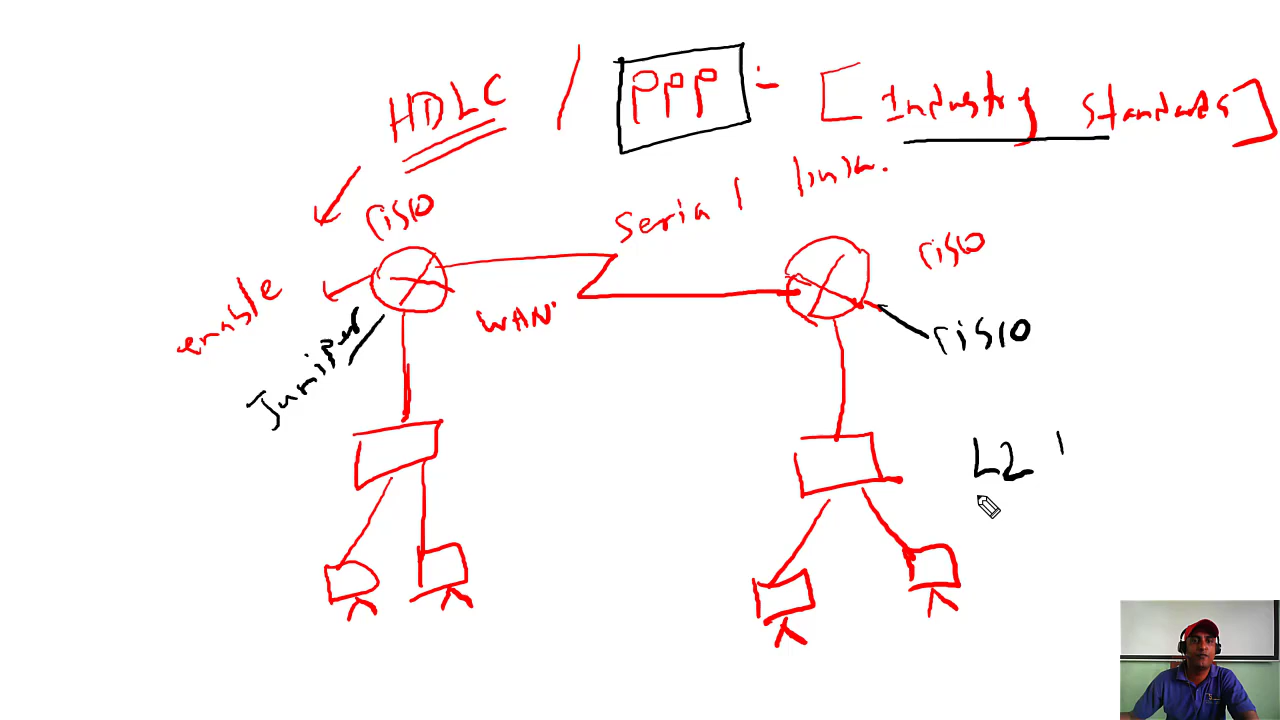 HDLC / PPP :- [Industry Standards]
Serial link.
cisco
cisco
enable
WAN
cisco
Juniper
L2